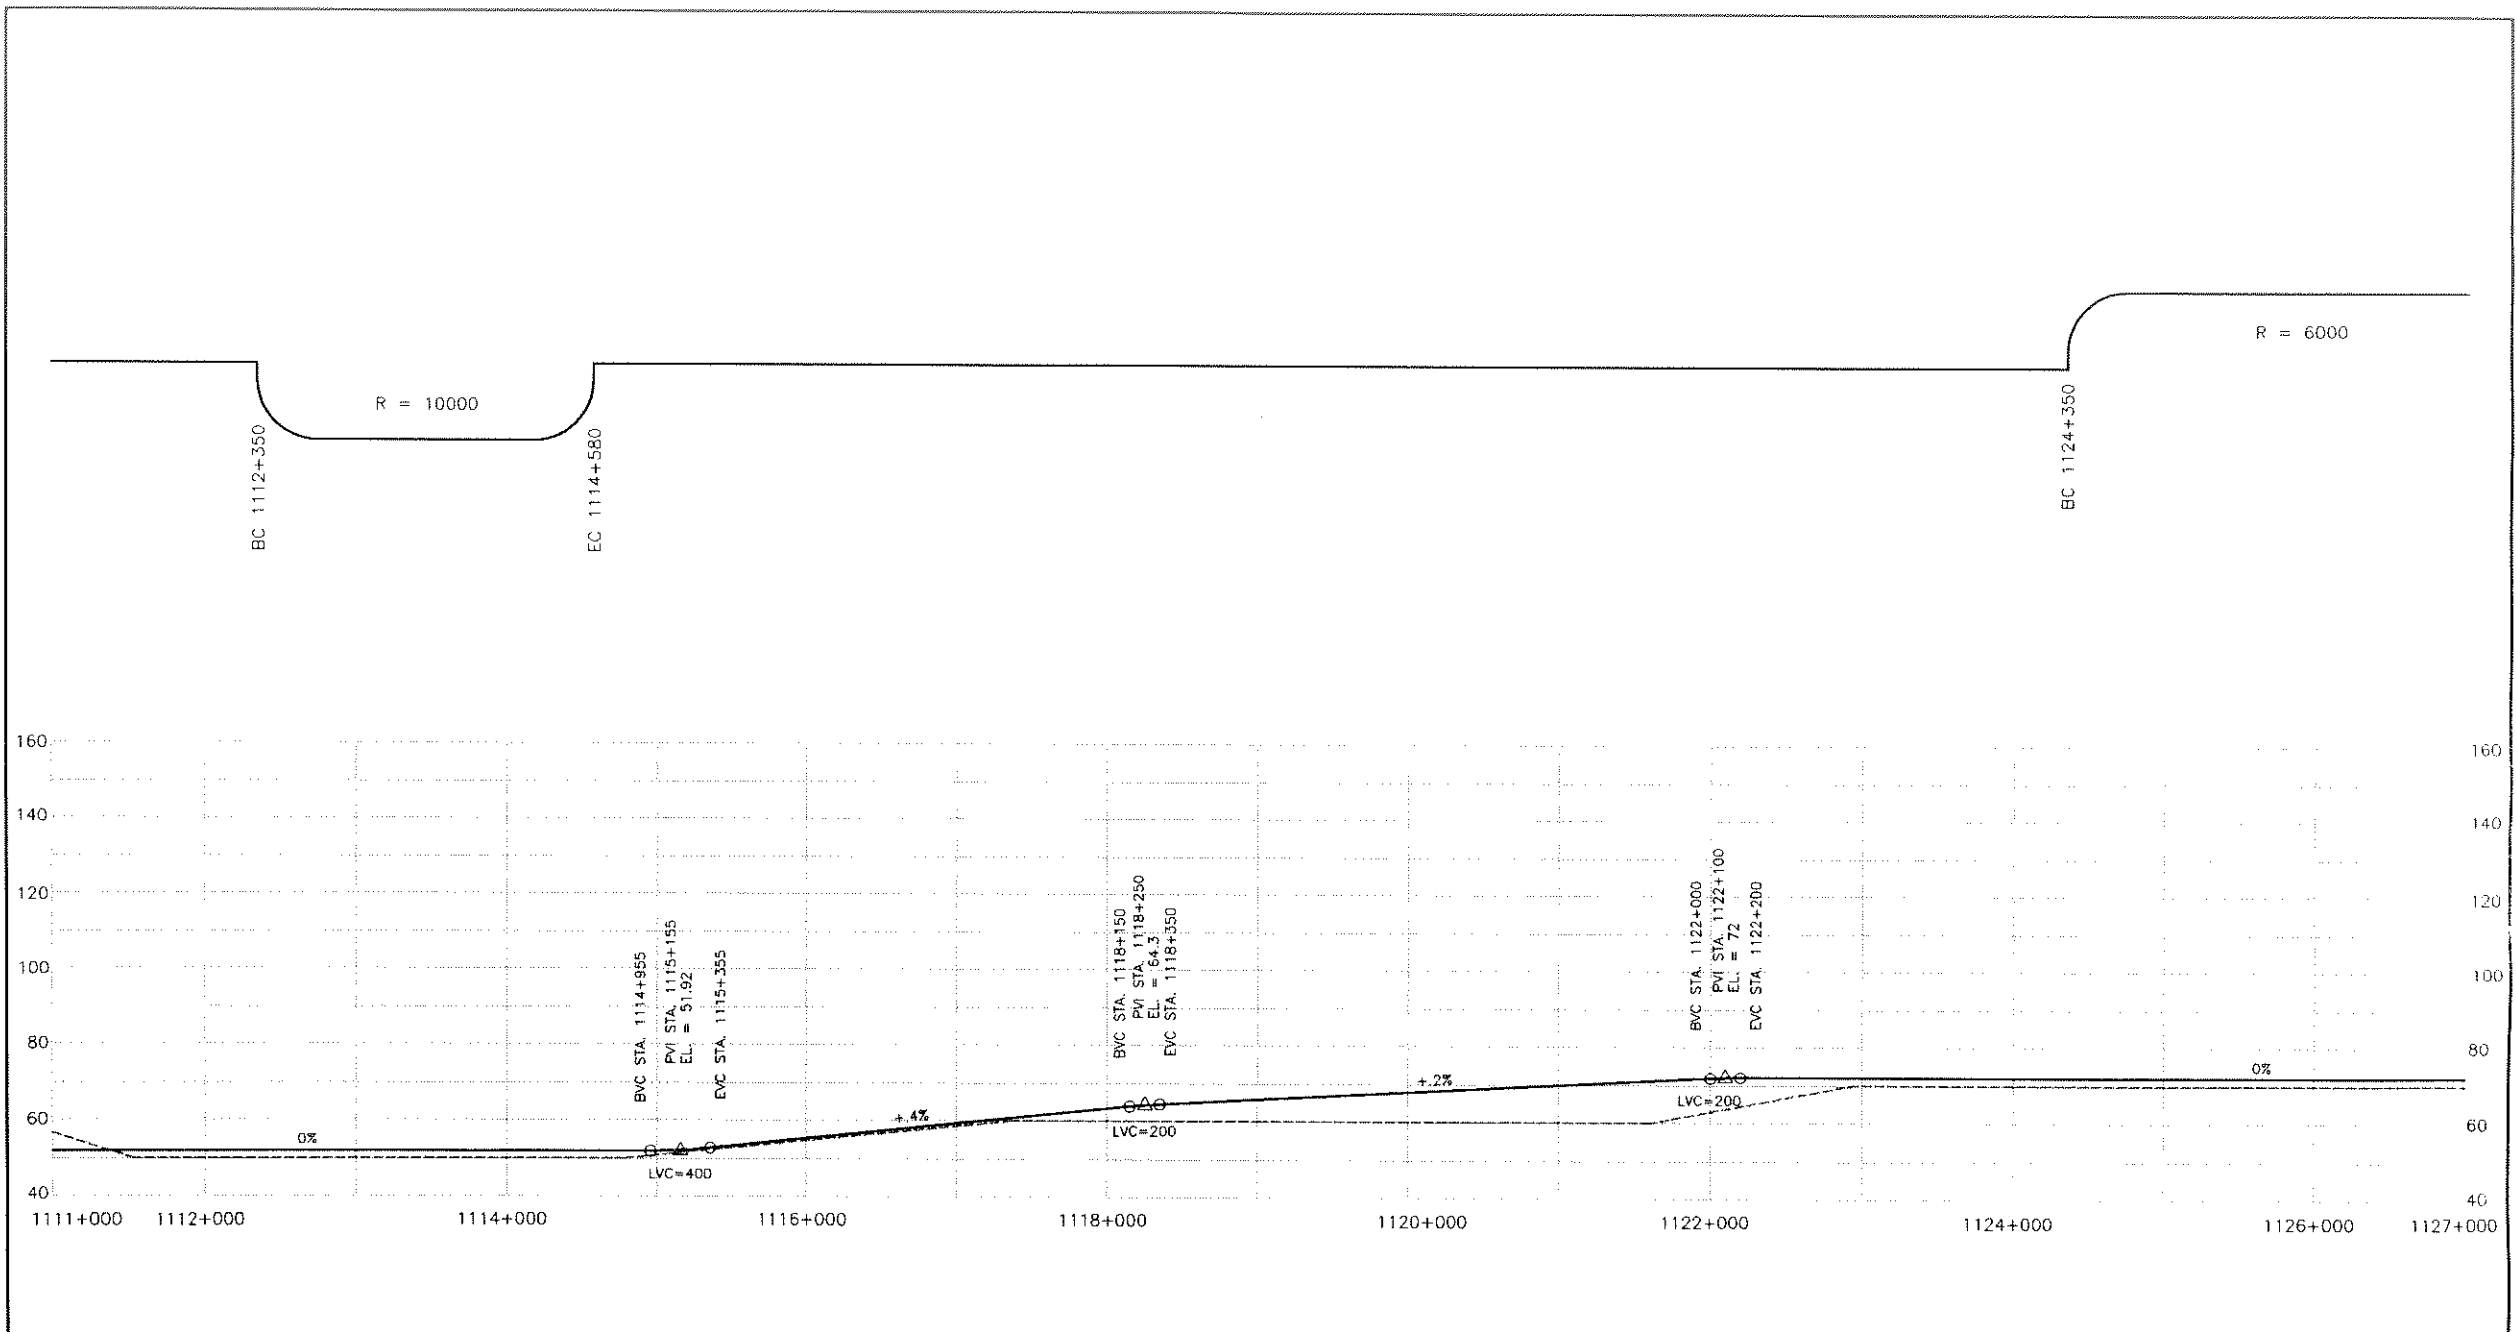 R = 6000
R = 10000
BC 1112+350
EC 1114+580
BC 1124+350
160
160
140
140
120
120
100
100
80
80
60
60
40
40
BVC STA. 1114+955
PVI STA. 1115+155
EL. = 51.92
EVC STA. 1115+355
BVC STA. 1118+150
PVI STA. 1118+250
EL. = 64.3
EVC STA. 1118+350
BVC STA. 1122+000
PVI STA. 1122+100
EL. = 72
EVC STA. 1122+200
0%
+.4%
+.2%
0%
LVC=400
LVC=200
LVC=200
1111+000
1112+000
1114+000
1116+000
1118+000
1120+000
1122+000
1124+000
1126+000
1127+000